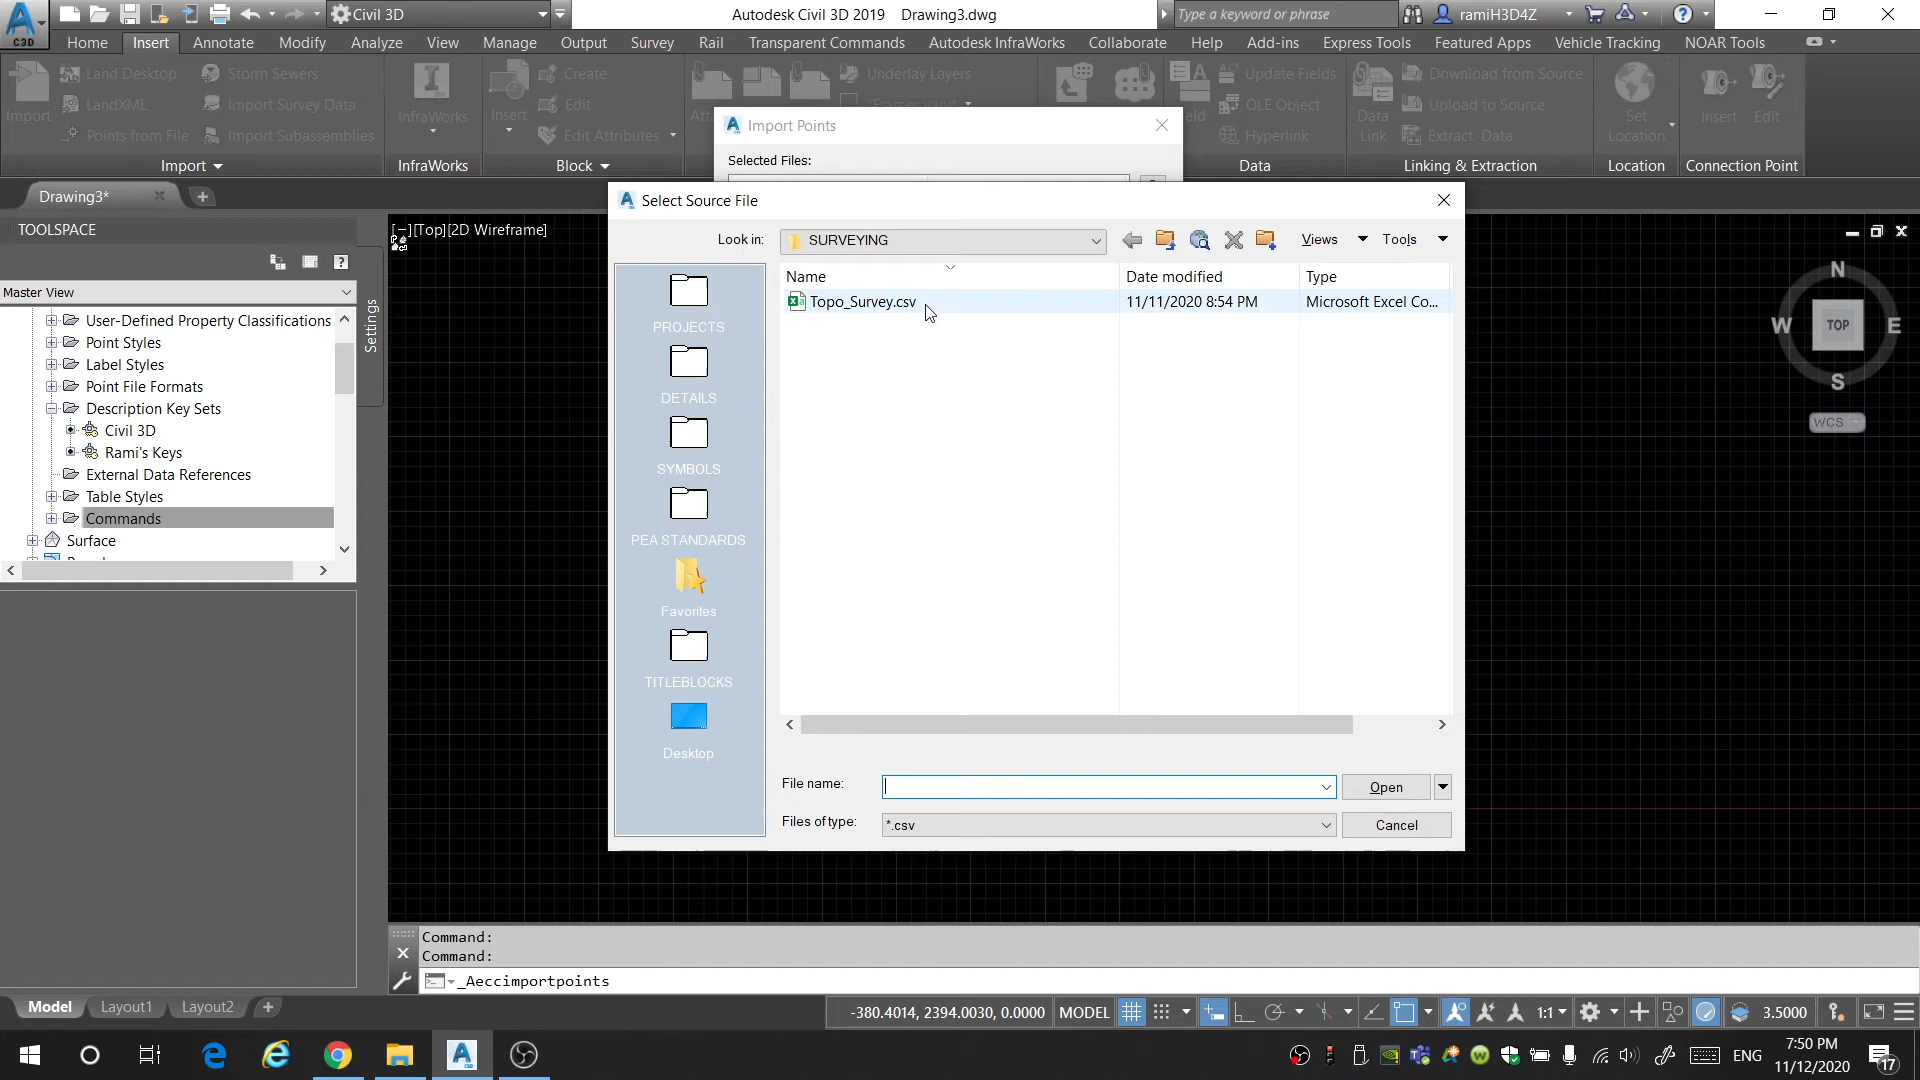 C3D
Civil 3D
Autodesk Civil 3D 2019 Drawing3.dwg
Type a keyword or phrase
ramiH3D4Z
Home Insert Annotate Modify Analyze View Manage Output Survey Rail Transparent Commands Autodesk InfraWorks Collaborate Help Add-ins Express Tools Featured Apps Vehicle Tracking NOAR Tools
Import
Land Desktop
LandXML
Points from File
Storm Sewers
Import Survey Data
Import Subassemblies
InfraWorks
Insert
Create
Edit
Edit Attributes
Underlay Layers
Update Fields
OLE Object
Hyperlink
Data
Link
Download from Source
Upload to Source
Extract Data
Set
Location
Insert Edit
Import InfraWorks Block Data Linking & Extraction Location Connection Point
Import Points
Selected Files:
Drawing3*
TOOLSPACE
Master View
User-Defined Property Classifications
Point Styles
Label Styles
Point File Formats
Description Key Sets
Civil 3D
Rami's Keys
External Data References
Table Styles
Commands
Surface
Settings
[−][Top][2D Wireframe]
Select Source File
Look in: SURVEYING
Views Tools
Name Date modified Type
Topo_Survey.csv 11/11/2020 8:54 PM Microsoft Excel Co...
PROJECTS
DETAILS
SYMBOLS
PEA STANDARDS
Favorites
TITLEBLOCKS
Desktop
File name:
Open
Files of type: *.csv
Cancel
N
W TOP E
S
WCS
Command:
Command:
_Aeccimportpoints
Model Layout1 Layout2
-380.4014, 2394.0030, 0.0000 MODEL 1:1 3.5000
ENG
7:50 PM
11/12/2020
17